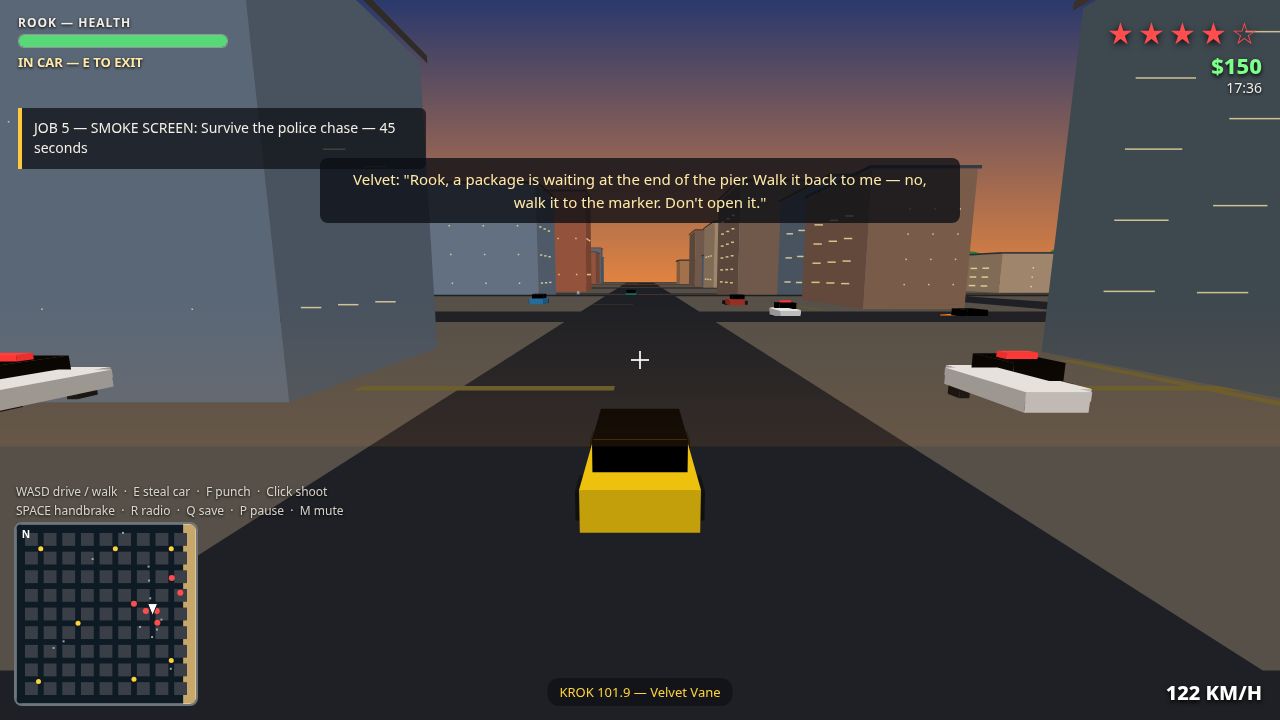 ROOK — HEALTH
IN CAR — E TO EXIT
★ ★ ★ ★ ☆
$150
17:36
JOB 5 — SMOKE SCREEN: Survive the police chase — 45
seconds
Velvet: "Rook, a package is waiting at the end of the pier. Walk it back to me — no,
walk it to the marker. Don't open it."
WASD drive / walk · E steal car · F punch · Click shoot
SPACE handbrake · R radio · Q save · P pause · M mute
N
KROK 101.9 — Velvet Vane
122 KM/H